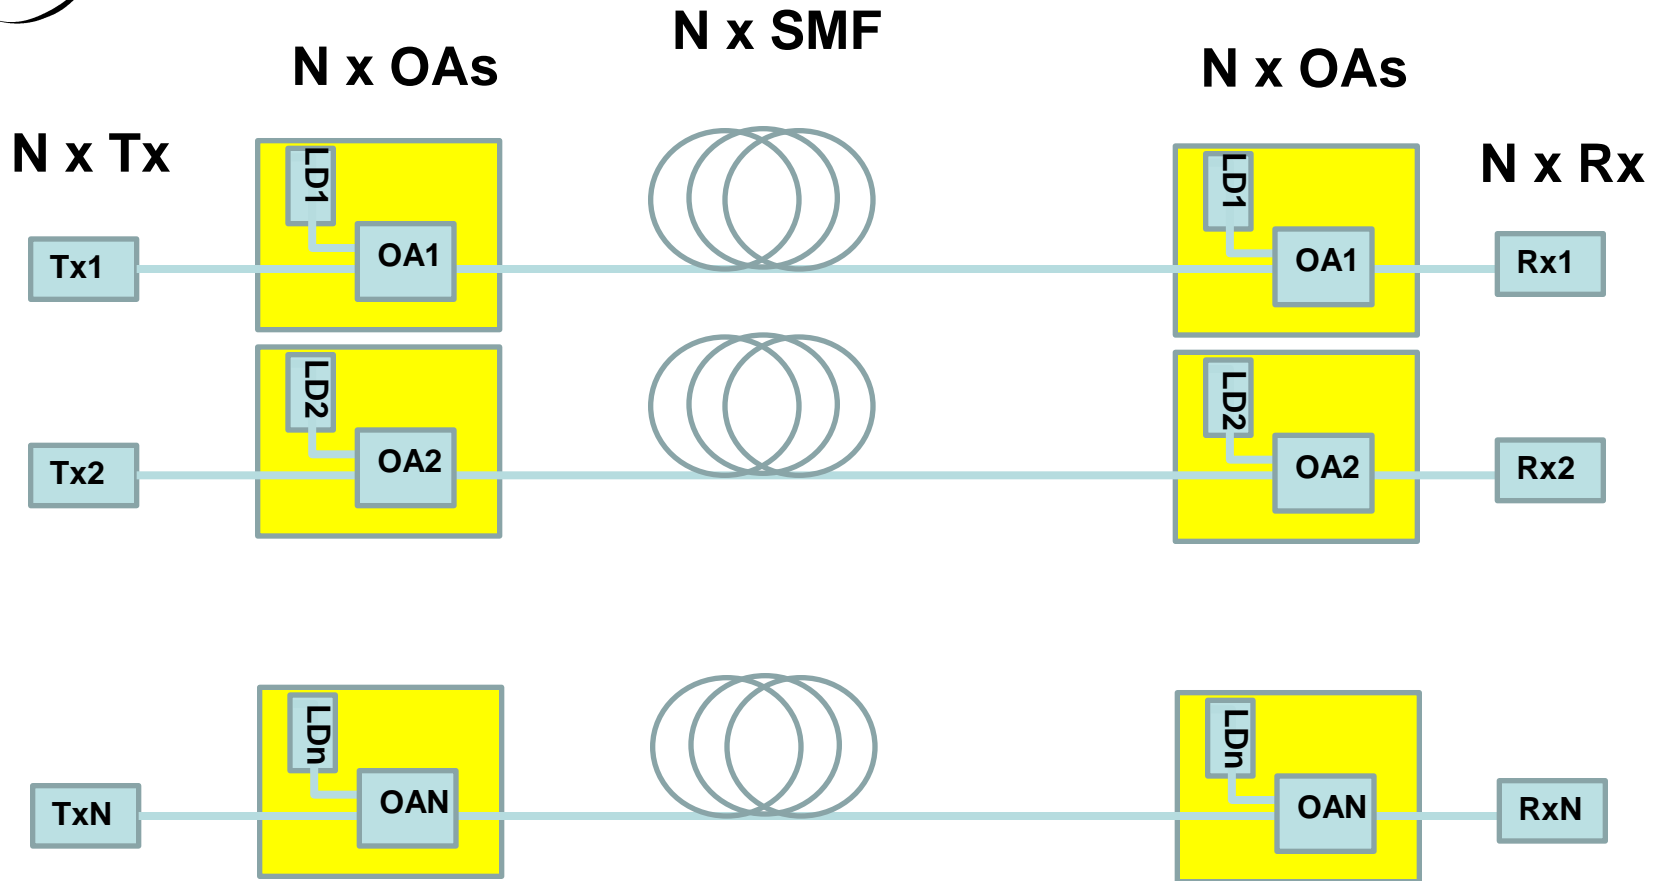 N x SMF
N x OAs
N x OAs
N x Tx
N x Rx
LD1
OA1
LD1
OA1
Tx1
Rx1
LD2
OA2
LD2
OA2
Tx2
Rx2
LDn
OAN
LDn
OAN
TxN
RxN